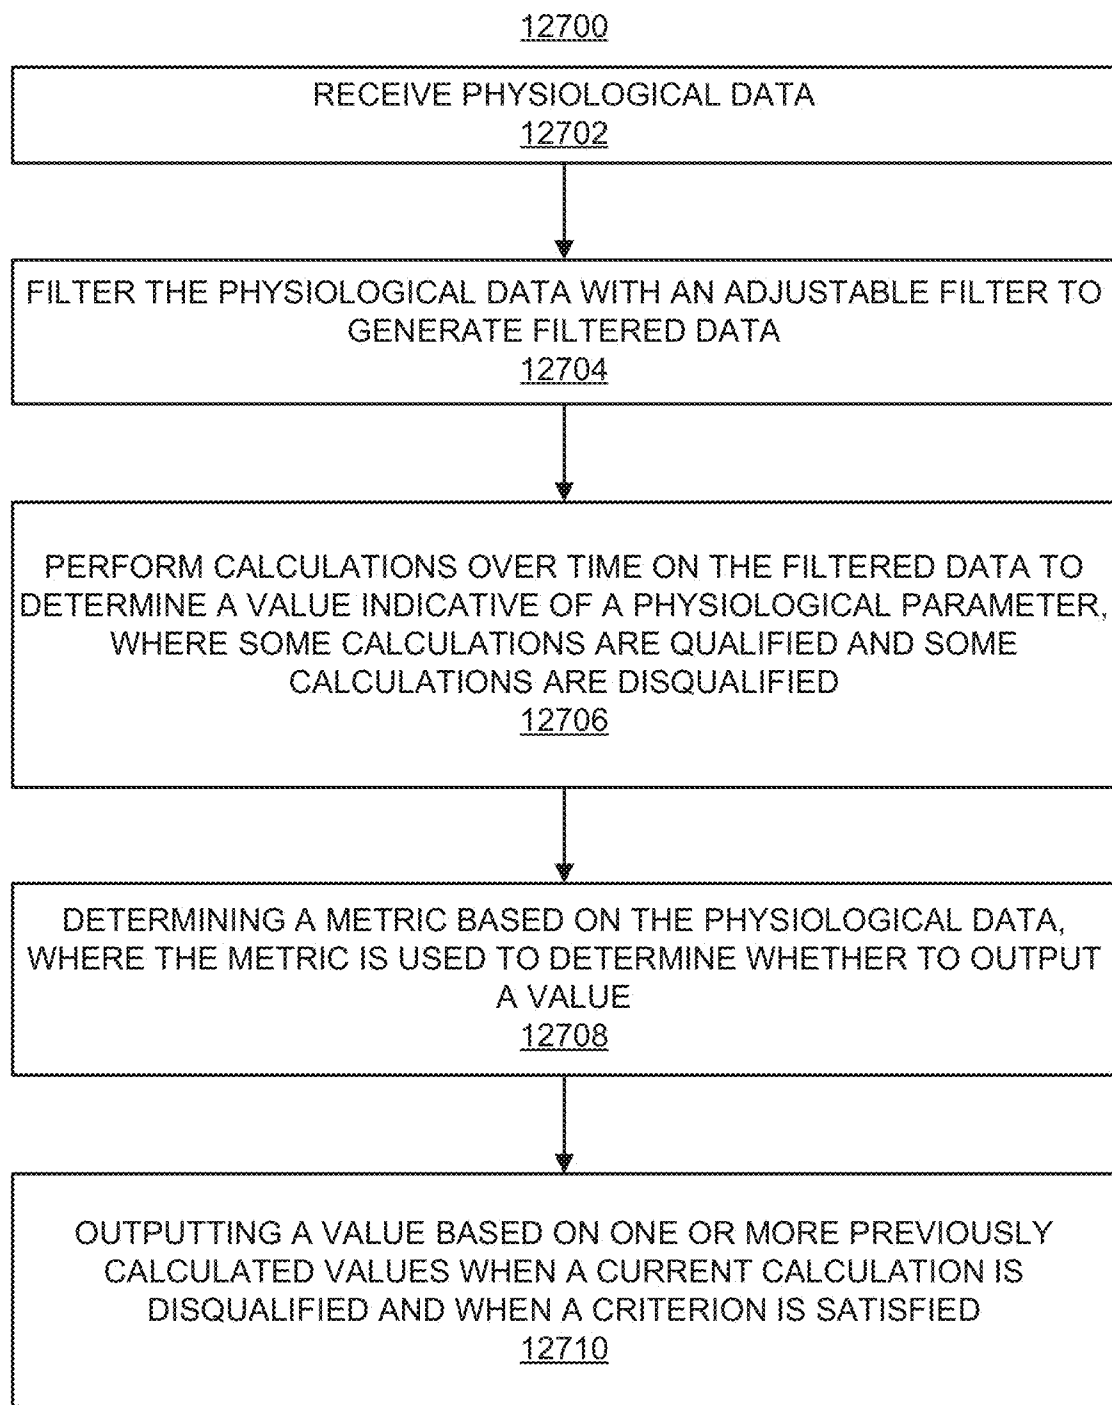 12700
RECEIVE PHYSIOLOGICAL DATA
12702
FILTER THE PHYSIOLOGICAL DATA WITH AN ADJUSTABLE FILTER TO
GENERATE FILTERED DATA
12704
PERFORM CALCULATIONS OVER TIME ON THE FILTERED DATA TO
DETERMINE A VALUE INDICATIVE OF A PHYSIOLOGICAL PARAMETER,
WHERE SOME CALCULATIONS ARE QUALIFIED AND SOME
CALCULATIONS ARE DISQUALIFIED
12706
DETERMINING A METRIC BASED ON THE PHYSIOLOGICAL DATA,
WHERE THE METRIC IS USED TO DETERMINE WHETHER TO OUTPUT
A VALUE
12708
OUTPUTTING A VALUE BASED ON ONE OR MORE PREVIOUSLY
CALCULATED VALUES WHEN A CURRENT CALCULATION IS
DISQUALIFIED AND WHEN A CRITERION IS SATISFIED
12710